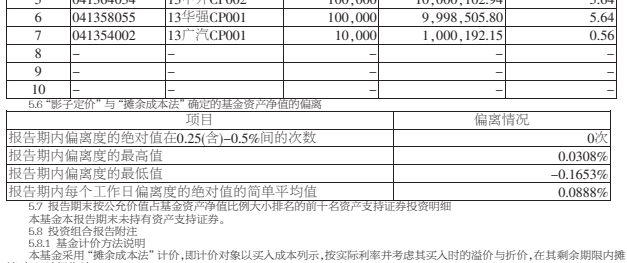 6 041358055 13华强CP001 100,000 9,998,505.80 5.64
7 041354002 13广汽CP001 10,000 1,000,192.15 0.56
8 – – – – –
9 – – – – –
10 – – – – –
5.6 “影子定价”与“摊余成本法”确定的基金资产净值的偏离
项目 偏离情况
报告期内偏离度的绝对值在0.25(含)–0.5%间的次数 0次
报告期内偏离度的最高值 0.0308%
报告期内偏离度的最低值 –0.1653%
报告期内每个工作日偏离度的绝对值的简单平均值 0.0888%
5.7 报告期末按公允价值占基金资产净值比例大小排名的前十名资产支持证券投资明细
本基金本报告期末未持有资产支持证券。
5.8 投资组合报告附注
5.8.1 基金计价方法说明
本基金采用“摊余成本法”计价,即计价对象以买入成本列示,按实际利率并考虑其买入时的溢价与折价,在其剩余期限内摊